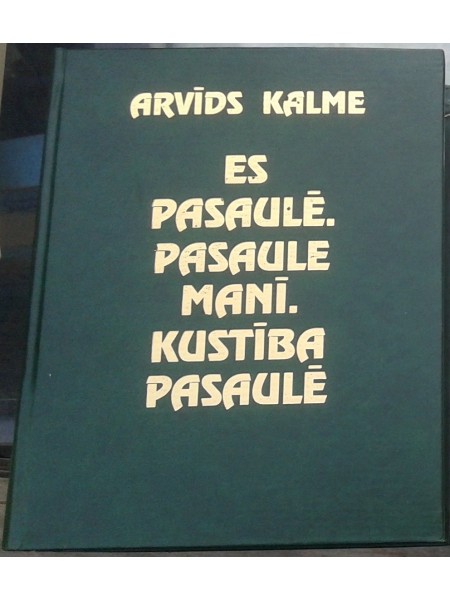 ARVĪDS KALME
ES
PASAULĒ.
PASAULE
MANĪ.
KUSTĪBA
PASAULĒ